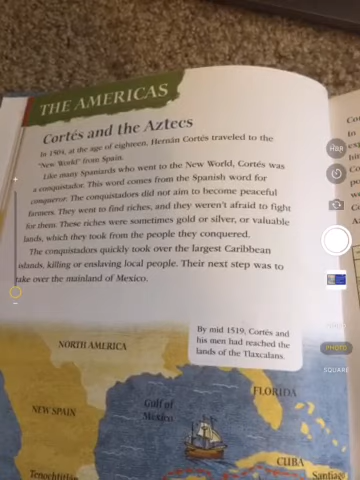 THE AMERICAS
Cortés and the Aztecs
In 1504, at the age of eighteen, Hernán Cortés traveled to the
"New World" from Spain.
Like many Spaniards who went to the New World, Cortés was
a conquistador. This word comes from the Spanish word for
conqueror. The conquistadors did not aim to become peaceful
farmers. They went to find riches, and they weren't afraid to fight
for them. These riches were sometimes gold or silver, or valuable
lands, which they took from the people they conquered.
The conquistadors quickly took over the largest Caribbean
islands, killing or enslaving local people. Their next step was to
take over the mainland of Mexico.
By mid 1519, Cortés and
his men had reached the
lands of the Tlaxcalans.
NORTH AMERICA
FLORIDA
NEW SPAIN
Gulf of
Mexico
CUBA
Tenochtitlán
Santiago
PHOTO
SQUARE